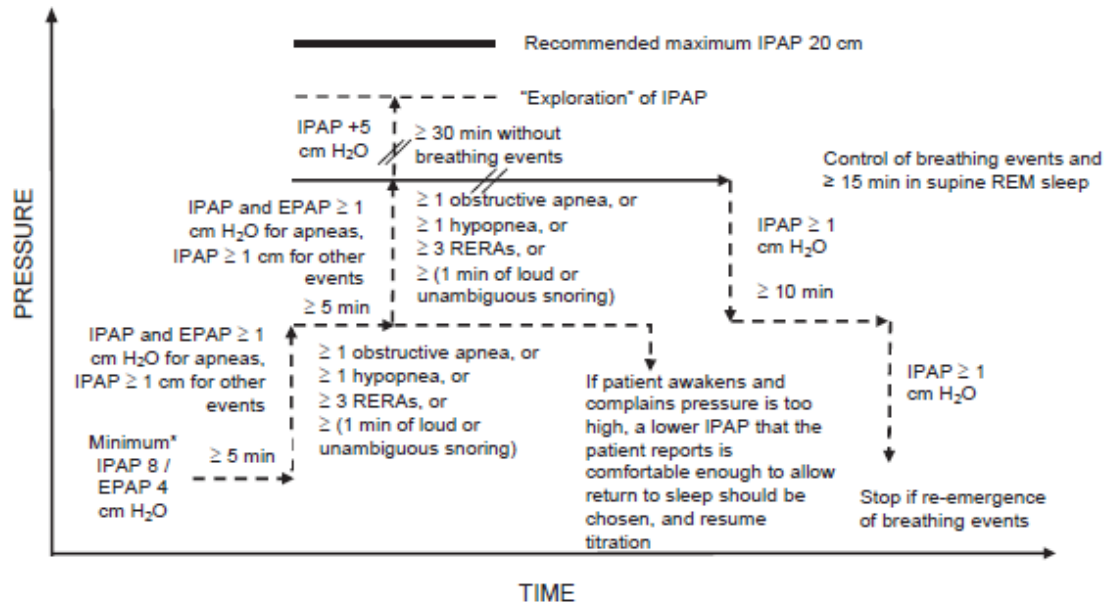 Recommended maximum IPAP 20 cm
"Exploration" of IPAP
IPAP +5
cm H₂O
≥ 30 min without
breathing events
Control of breathing events and
≥ 15 min in supine REM sleep
IPAP and EPAP ≥ 1
cm H₂O for apneas,
IPAP ≥ 1 cm for other
events
≥ 1 obstructive apnea, or
≥ 1 hypopnea, or
≥ 3 RERAs, or
≥ (1 min of loud or
unambiguous snoring)
IPAP ≥ 1
cm H₂O
≥ 5 min
≥ 10 min
IPAP and EPAP ≥ 1
cm H₂O for apneas,
IPAP ≥ 1 cm for other
events
≥ 1 obstructive apnea, or
≥ 1 hypopnea, or
≥ 3 RERAs, or
≥ (1 min of loud or
unambiguous snoring)
If patient awakens and
complains pressure is too
high, a lower IPAP that the
patient reports is
comfortable enough to allow
return to sleep should be
chosen, and resume
titration
IPAP ≥ 1
cm H₂O
Minimum*
IPAP 8 /
EPAP 4
cm H₂O
≥ 5 min
Stop if re-emergence
of breathing events
PRESSURE
TIME